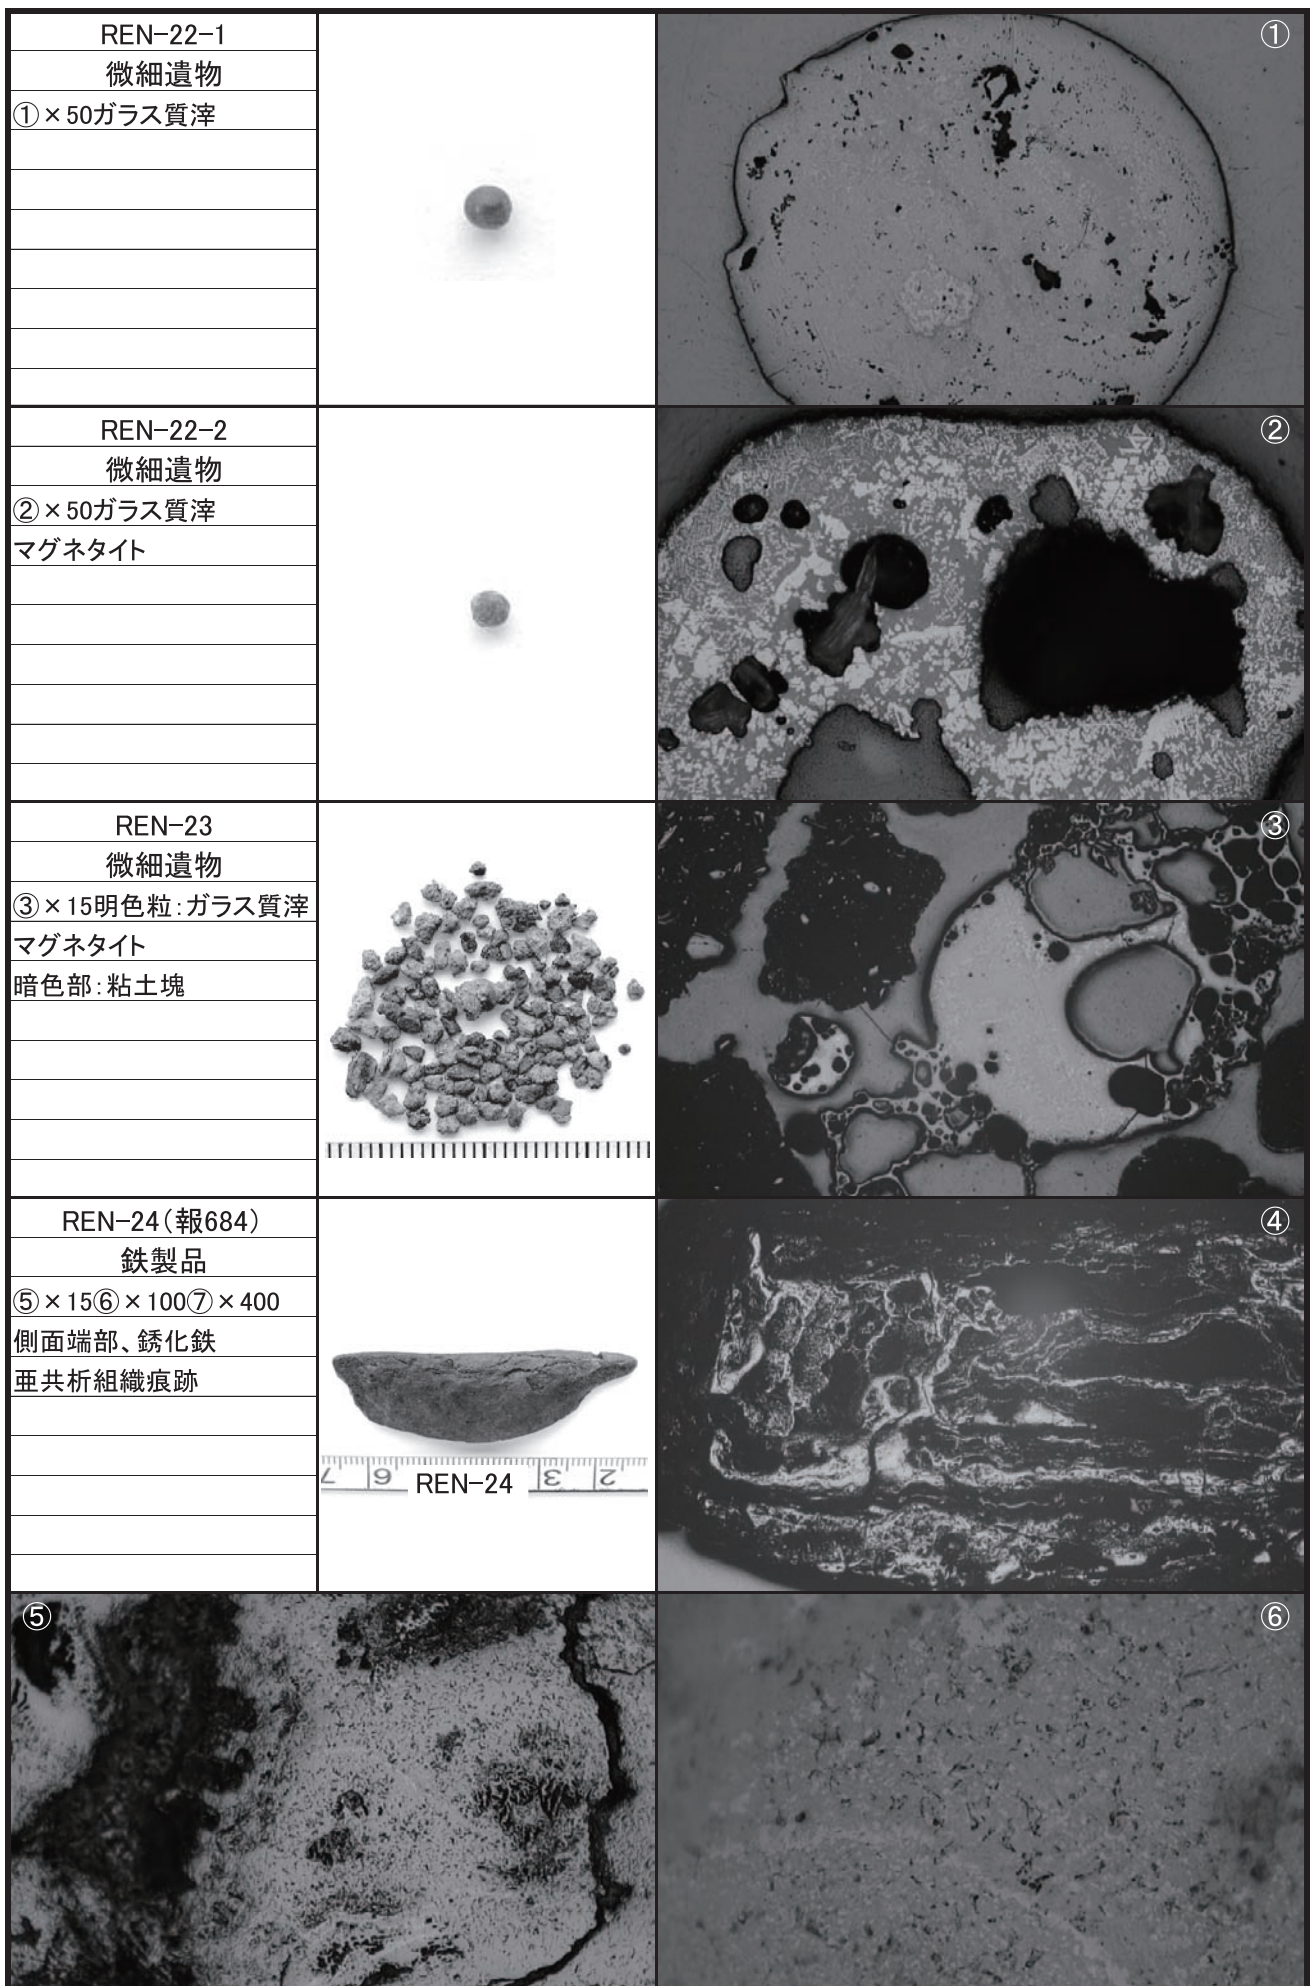 REN-22-1
微細遺物
①×50ガラス質滓
①
REN-22-2
微細遺物
②×50ガラス質滓
マグネタイト
②
REN-23
微細遺物
③×15明色粒:ガラス質滓
マグネタイト
暗色部:粘土塊
③
REN-24(報684)
鉄製品
⑤×15⑥×100⑦×400
側面端部、銹化鉄
亜共析組織痕跡
7 6 REN-24 3 2
④
⑤
⑥